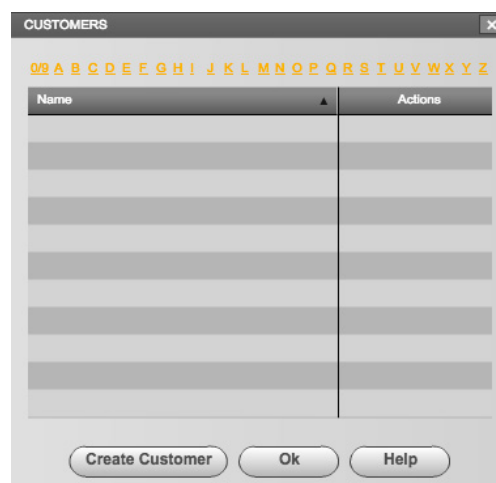 CUSTOMERS x
0/9 A B C D E F G H I J K L M N O P Q R S T U V W X Y Z
Name ▲ Actions
Create Customer Ok Help